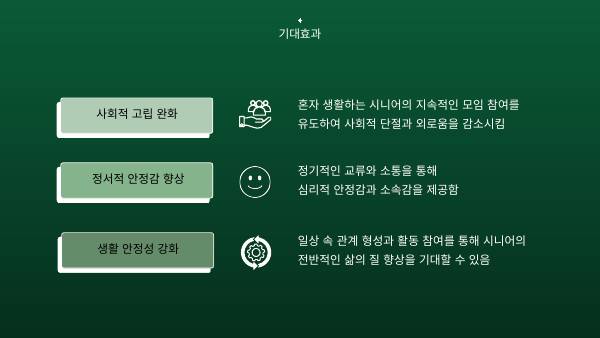 기대효과
사회적 고립 완화
혼자 생활하는 시니어의 지속적인 모임 참여를
유도하여 사회적 단절과 외로움을 감소시킴
정서적 안정감 향상
정기적인 교류와 소통을 통해
심리적 안정감과 소속감을 제공함
생활 안정성 강화
일상 속 관계 형성과 활동 참여를 통해 시니어의
전반적인 삶의 질 향상을 기대할 수 있음